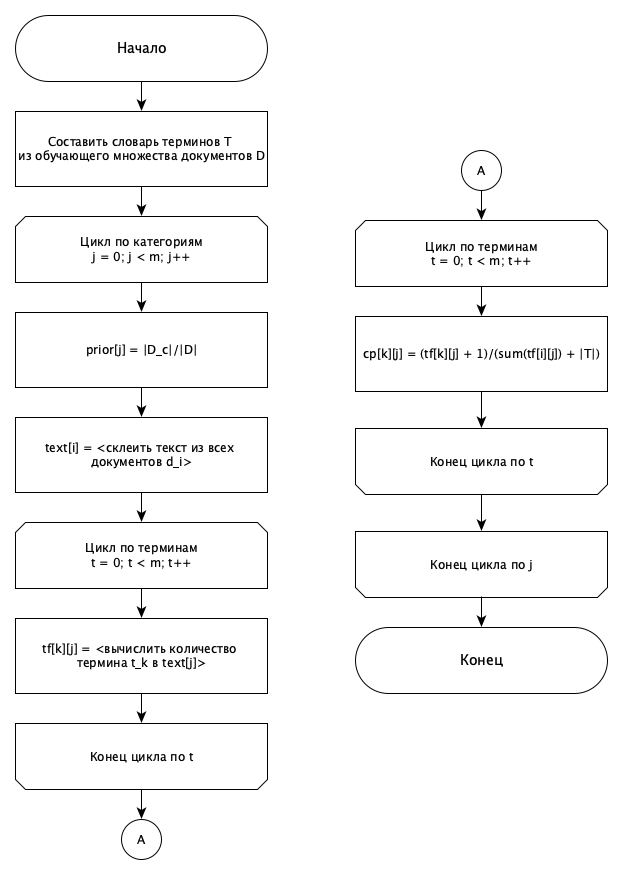 Начало
Составить словарь терминов T
из обучающего множества документов D
Цикл по категориям
j = 0; j < m; j++
prior[j] = |D_c|/|D|
text[i] = <склеить текст из всех
документов d_i>
Цикл по терминам
t = 0; t < m; t++
tf[k][j] = <вычислить количество
термина t_k в text[j]>
Конец цикла по t
A
A
Цикл по терминам
t = 0; t < m; t++
cp[k][j] = (tf[k][j] + 1)/(sum(tf[i][j]) + |T|)
Конец цикла по t
Конец цикла по j
Конец